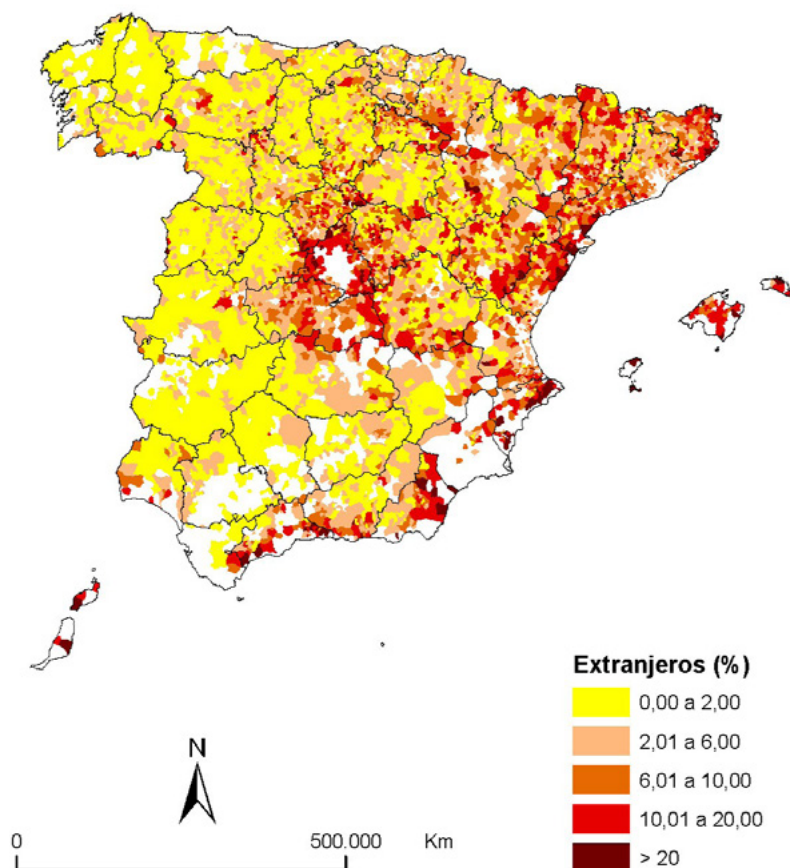 Extranjeros (%)
0,00 a 2,00
2,01 a 6,00
6,01 a 10,00
10,01 a 20,00
> 20
N
0 500.000 Km